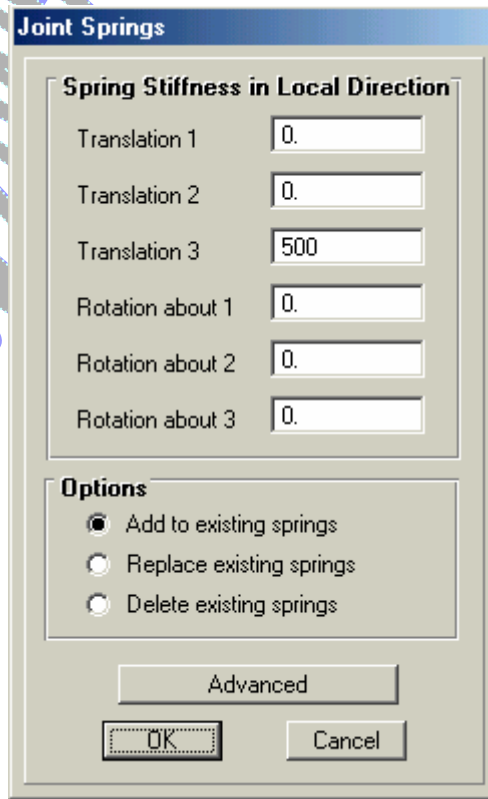 Joint Springs
Spring Stiffness in Local Direction
Translation 1 0.
Translation 2 0.
Translation 3 500
Rotation about 1 0.
Rotation about 2 0.
Rotation about 3 0.
Options
Add to existing springs
Replace existing springs
Delete existing springs
Advanced
OK Cancel